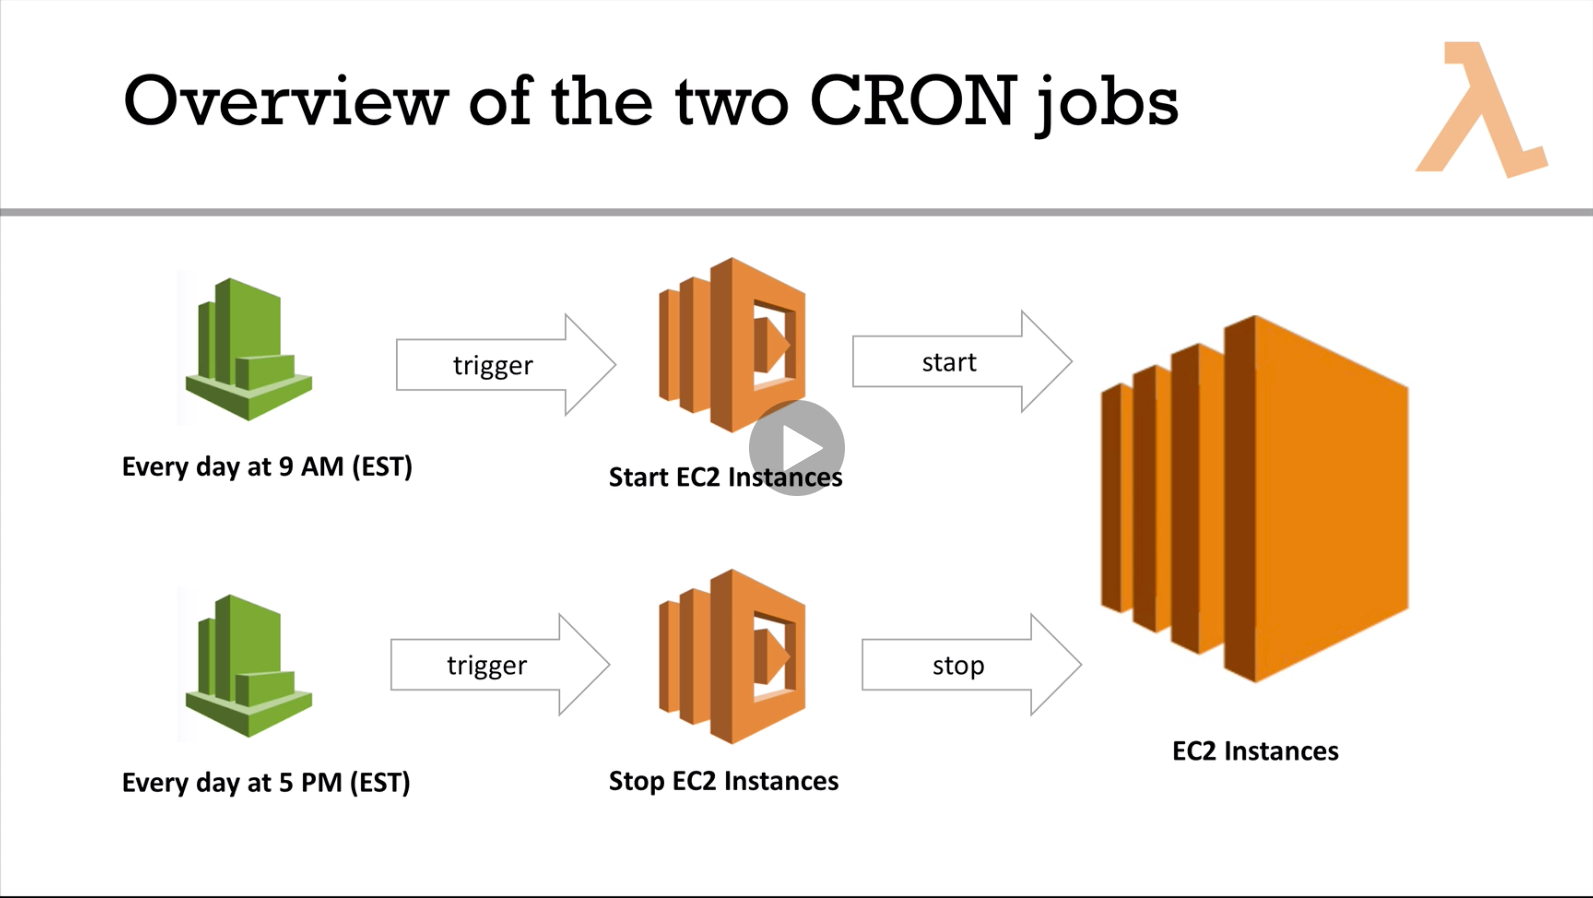 Overview of the two CRON jobs
trigger
start
Every day at 9 AM (EST)
Start EC2 Instances
trigger
stop
EC2 Instances
Every day at 5 PM (EST)
Stop EC2 Instances